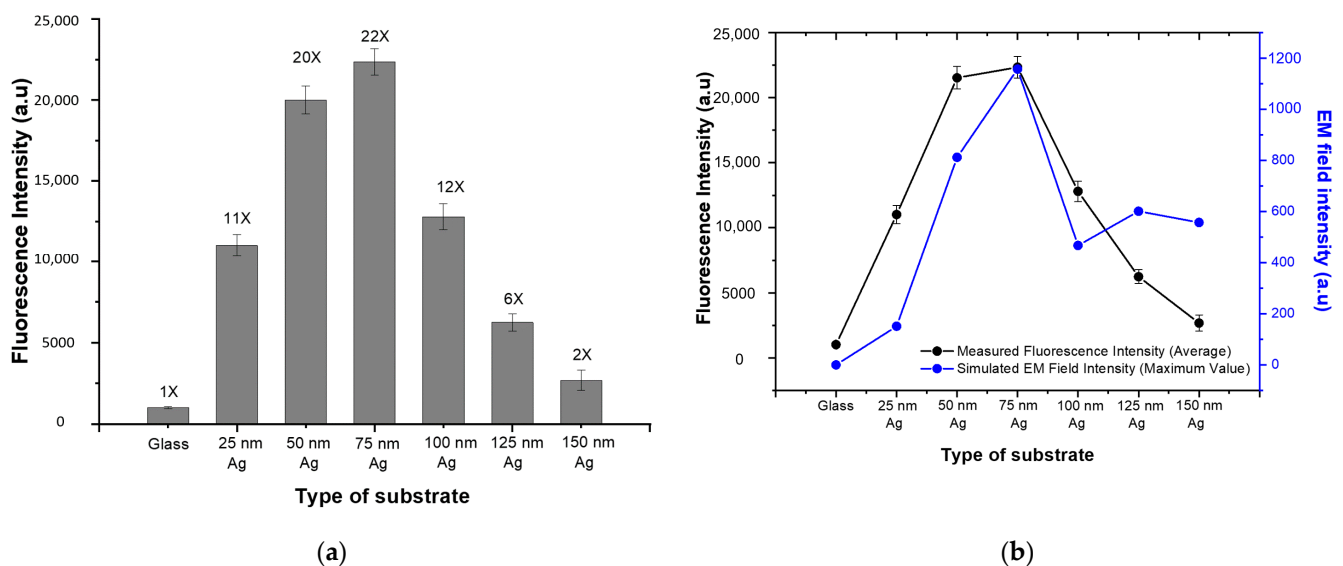 Fluorescence Intensity (a.u)
25,000
20,000
15,000
10,000
5000
0
1X
11X
20X
22X
12X
6X
2X
Glass
25 nm
Ag
50 nm
Ag
75 nm
Ag
100 nm
Ag
125 nm
Ag
150 nm
Ag
Type of substrate
(a)
Fluorescence Intensity (a.u)
25,000
20,000
15,000
10,000
5000
0
Measured Fluorescence Intensity (Average)
Simulated EM Field Intensity (Maximum Value)
1200
1000
800
600
400
200
0
EM field intensity (a.u)
Glass
25 nm
Ag
50 nm
Ag
75 nm
Ag
100 nm
Ag
125 nm
Ag
150 nm
Ag
Type of substrate
(b)